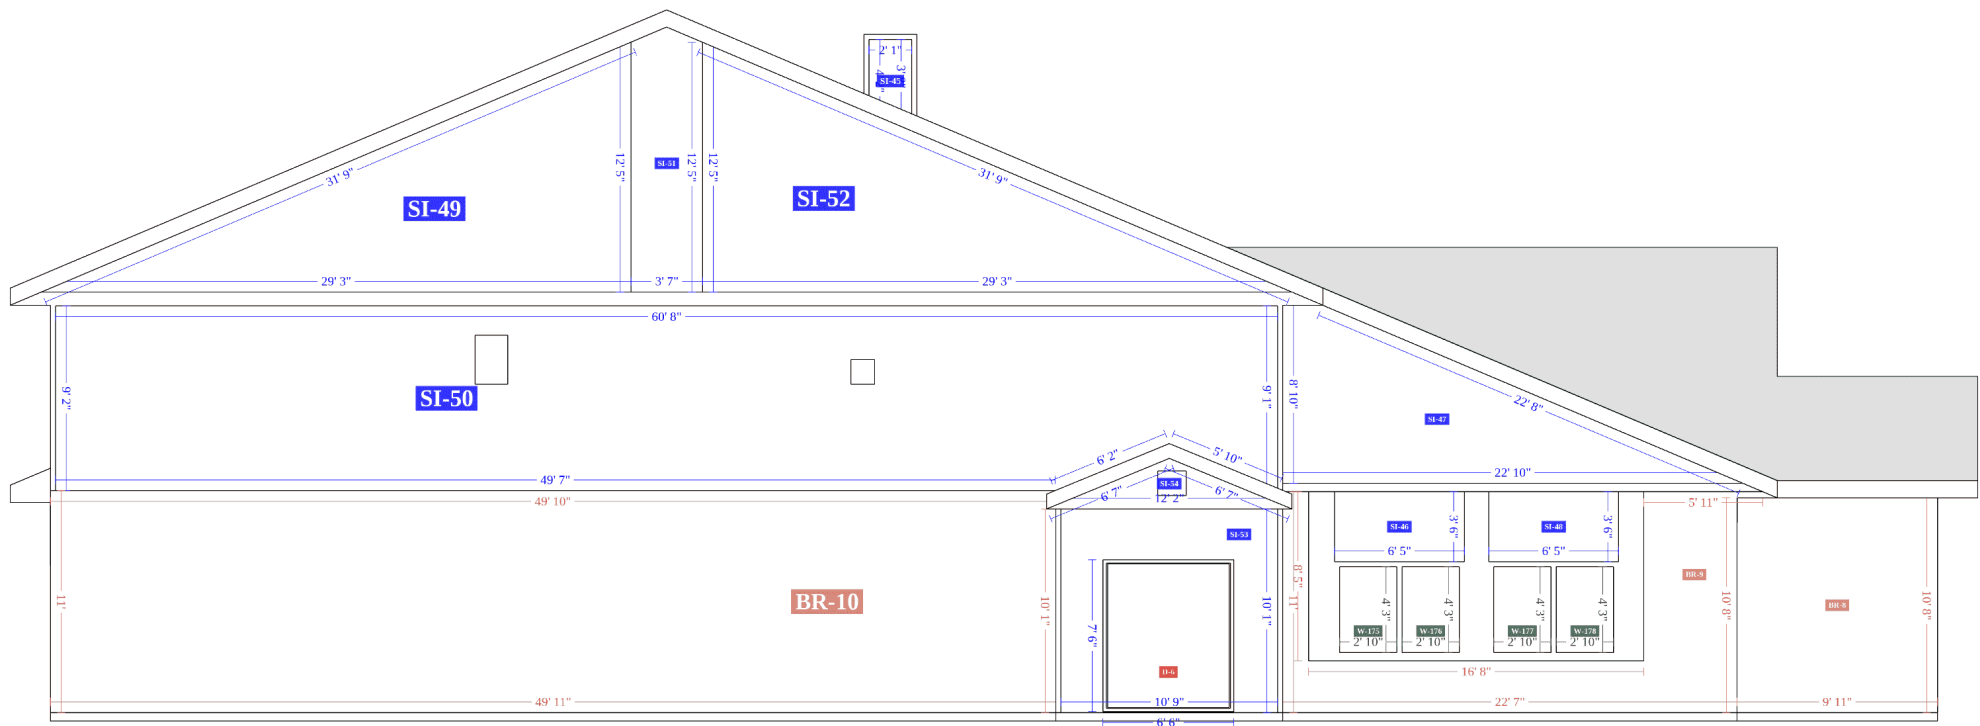 2' 1"
SI-45
31' 9"
12' 5"
SI-51
12' 5"
12' 5"
31' 9"
SI-49
SI-52
29' 3"
3' 7"
29' 3"
60' 8"
9' 2"
SI-50
9' 1"
8' 10"
22' 8"
SI-47
6' 2"
5' 10"
49' 7"
22' 10"
SI-54
6' 7"
12' 2"
6' 7"
49' 10"
5' 11"
SI-46
3' 6"
SI-48
3' 6"
SI-53
6' 5"
6' 5"
8' 5"
BR-9
11'
BR-10
10' 1"
10' 1"
11'
4' 3"
4' 3"
4' 3"
4' 3"
10' 8"
BR-8
10' 8"
7' 6"
W-175
W-176
W-177
W-178
2' 10"
2' 10"
2' 10"
2' 10"
D-6
16' 8"
49' 11"
10' 9"
22' 7"
9' 11"
6' 6"